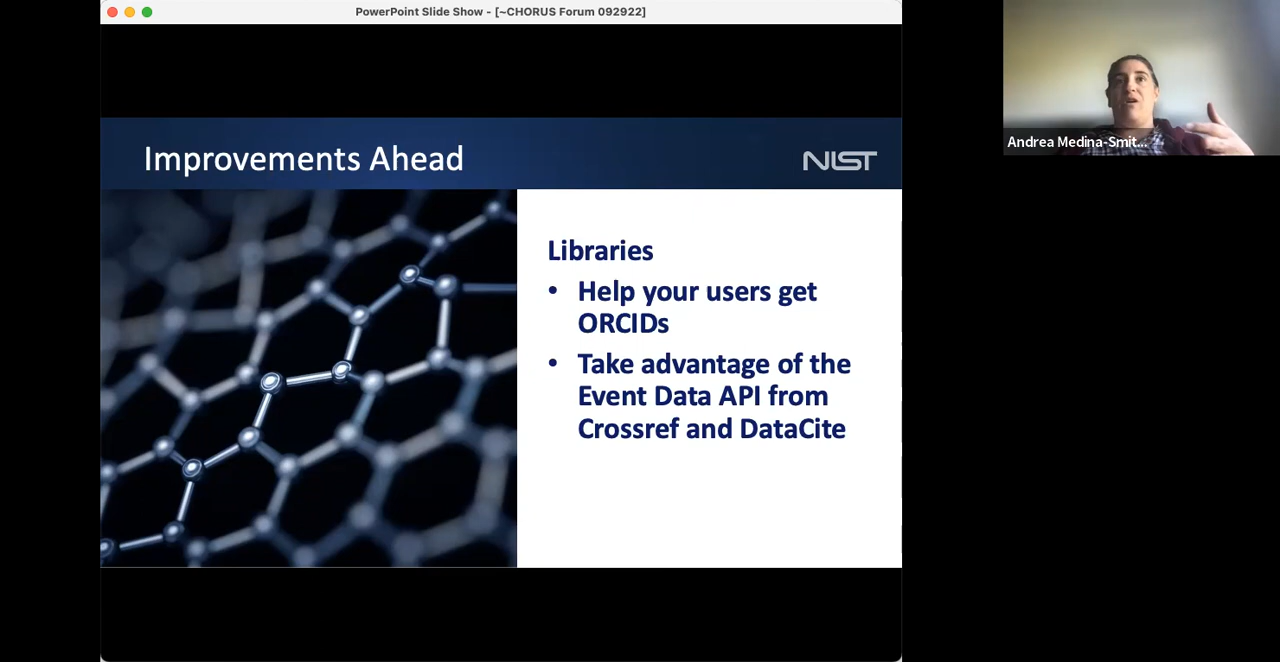 PowerPoint Slide Show - [~CHORUS Forum 092922]
Improvements Ahead
NIST
Andrea Medina-Smit...
Libraries
• Help your users get
ORCIDs
• Take advantage of the
Event Data API from
Crossref and DataCite